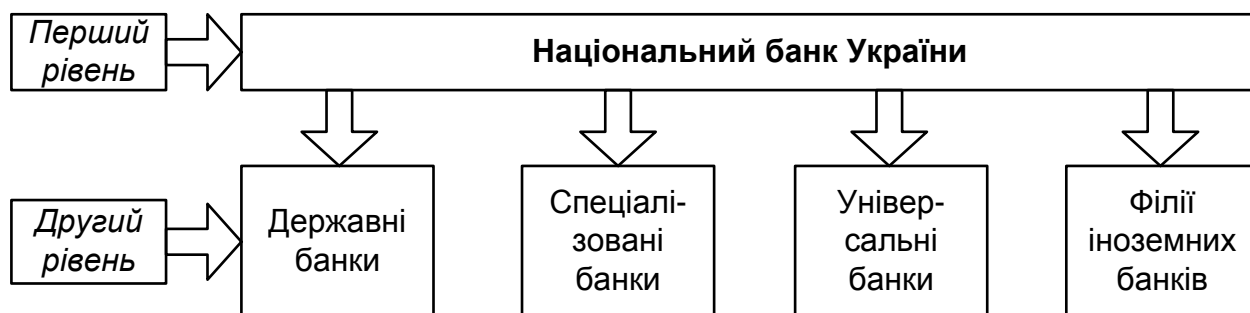 Перший
рівень
Національний банк України
Другий
рівень
Державні
банки
Спеціалі-
зовані
банки
Універ-
сальні
банки
Філії
іноземних
банків